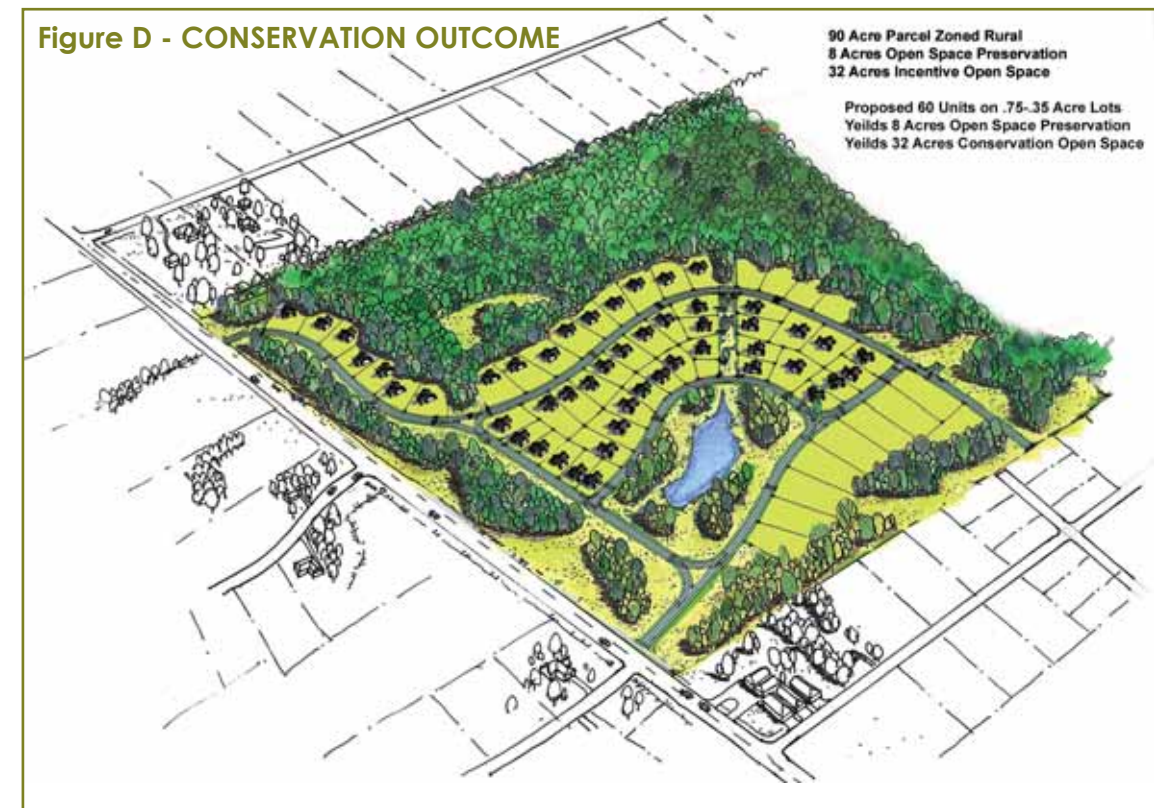 Figure D - CONSERVATION OUTCOME
90 Acre Parcel Zoned Rural
8 Acres Open Space Preservation
32 Acres Incentive Open Space
Proposed 60 Units on .75-.35 Acre Lots
Yeilds 8 Acres Open Space Preservation
Yeilds 32 Acres Conservation Open Space